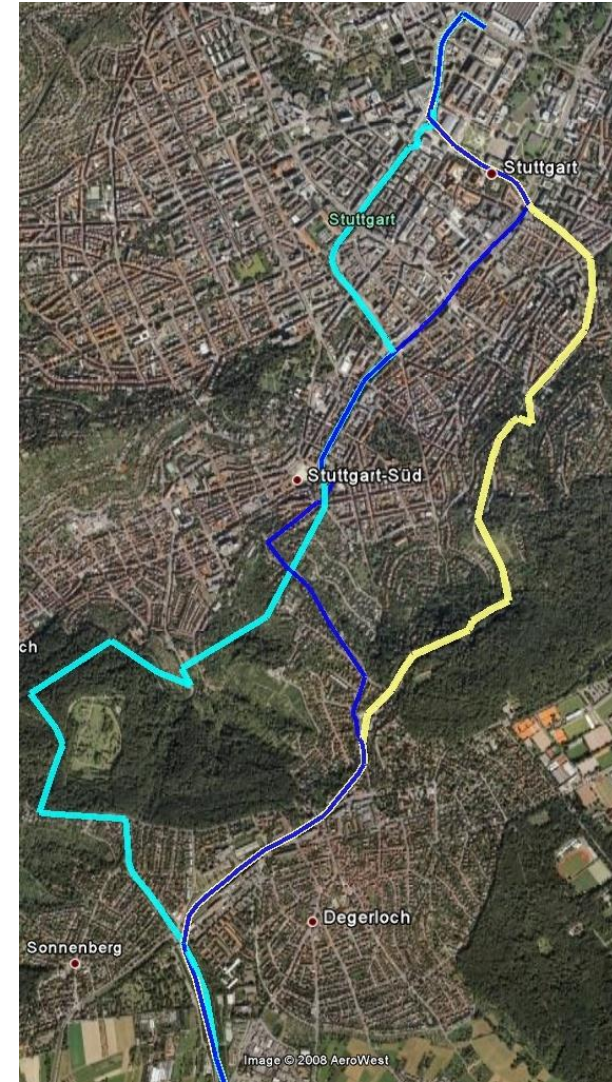 Stuttgart
Stuttgart
Stuttgart-Süd
ch
Degerloch
Sonnenberg
Image © 2008 AeroWest